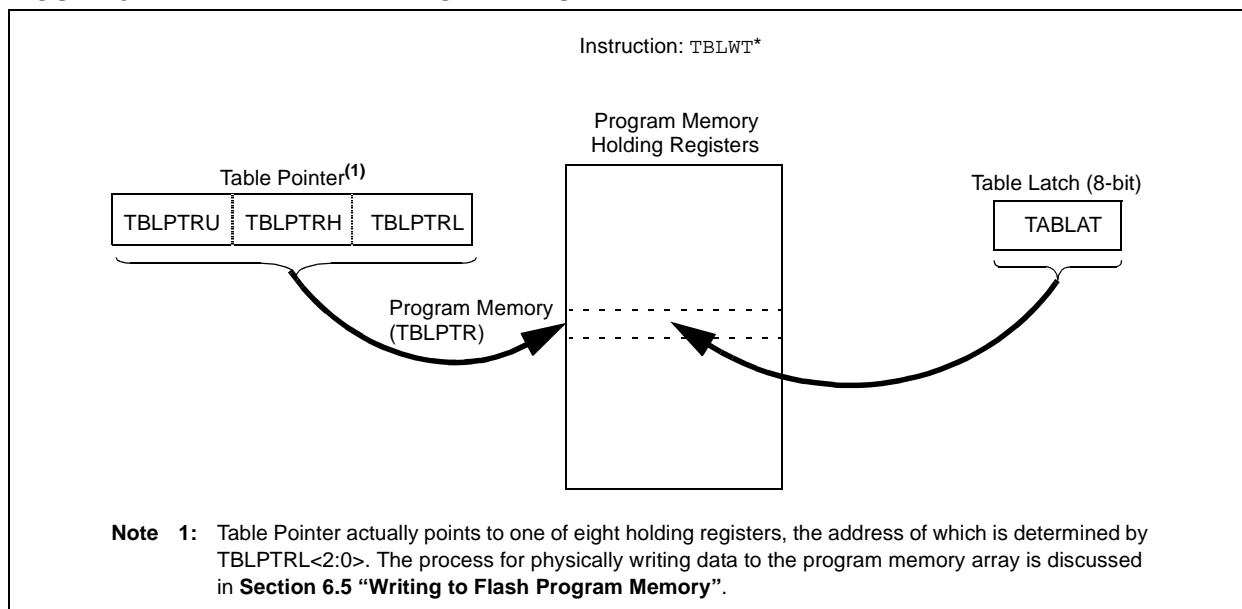 Instruction: TBLWT*
Program Memory
Holding Registers
Table Pointer(1)
Table Latch (8-bit)
TBLPTRU TBLPTRH TBLPTRL
TABLAT
Program Memory
(TBLPTR)
Note 1: Table Pointer actually points to one of eight holding registers, the address of which is determined by
TBLPTRL<2:0>. The process for physically writing data to the program memory array is discussed
in Section 6.5 “Writing to Flash Program Memory”.